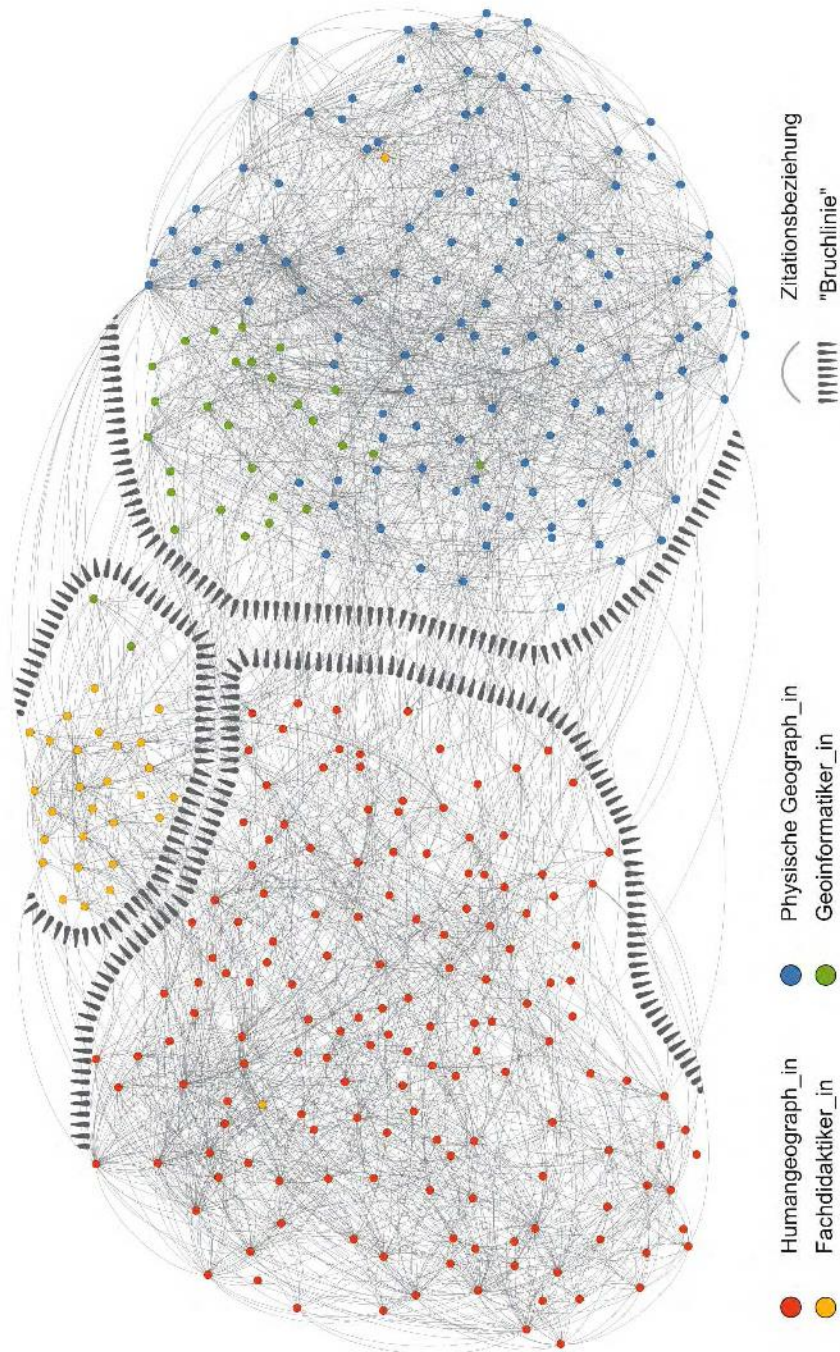 Humangeograph_in
Fachdidaktiker_in
Physische Geograph_in
Geoinformatiker_in
Zitationsbeziehung
"Bruchlinie"